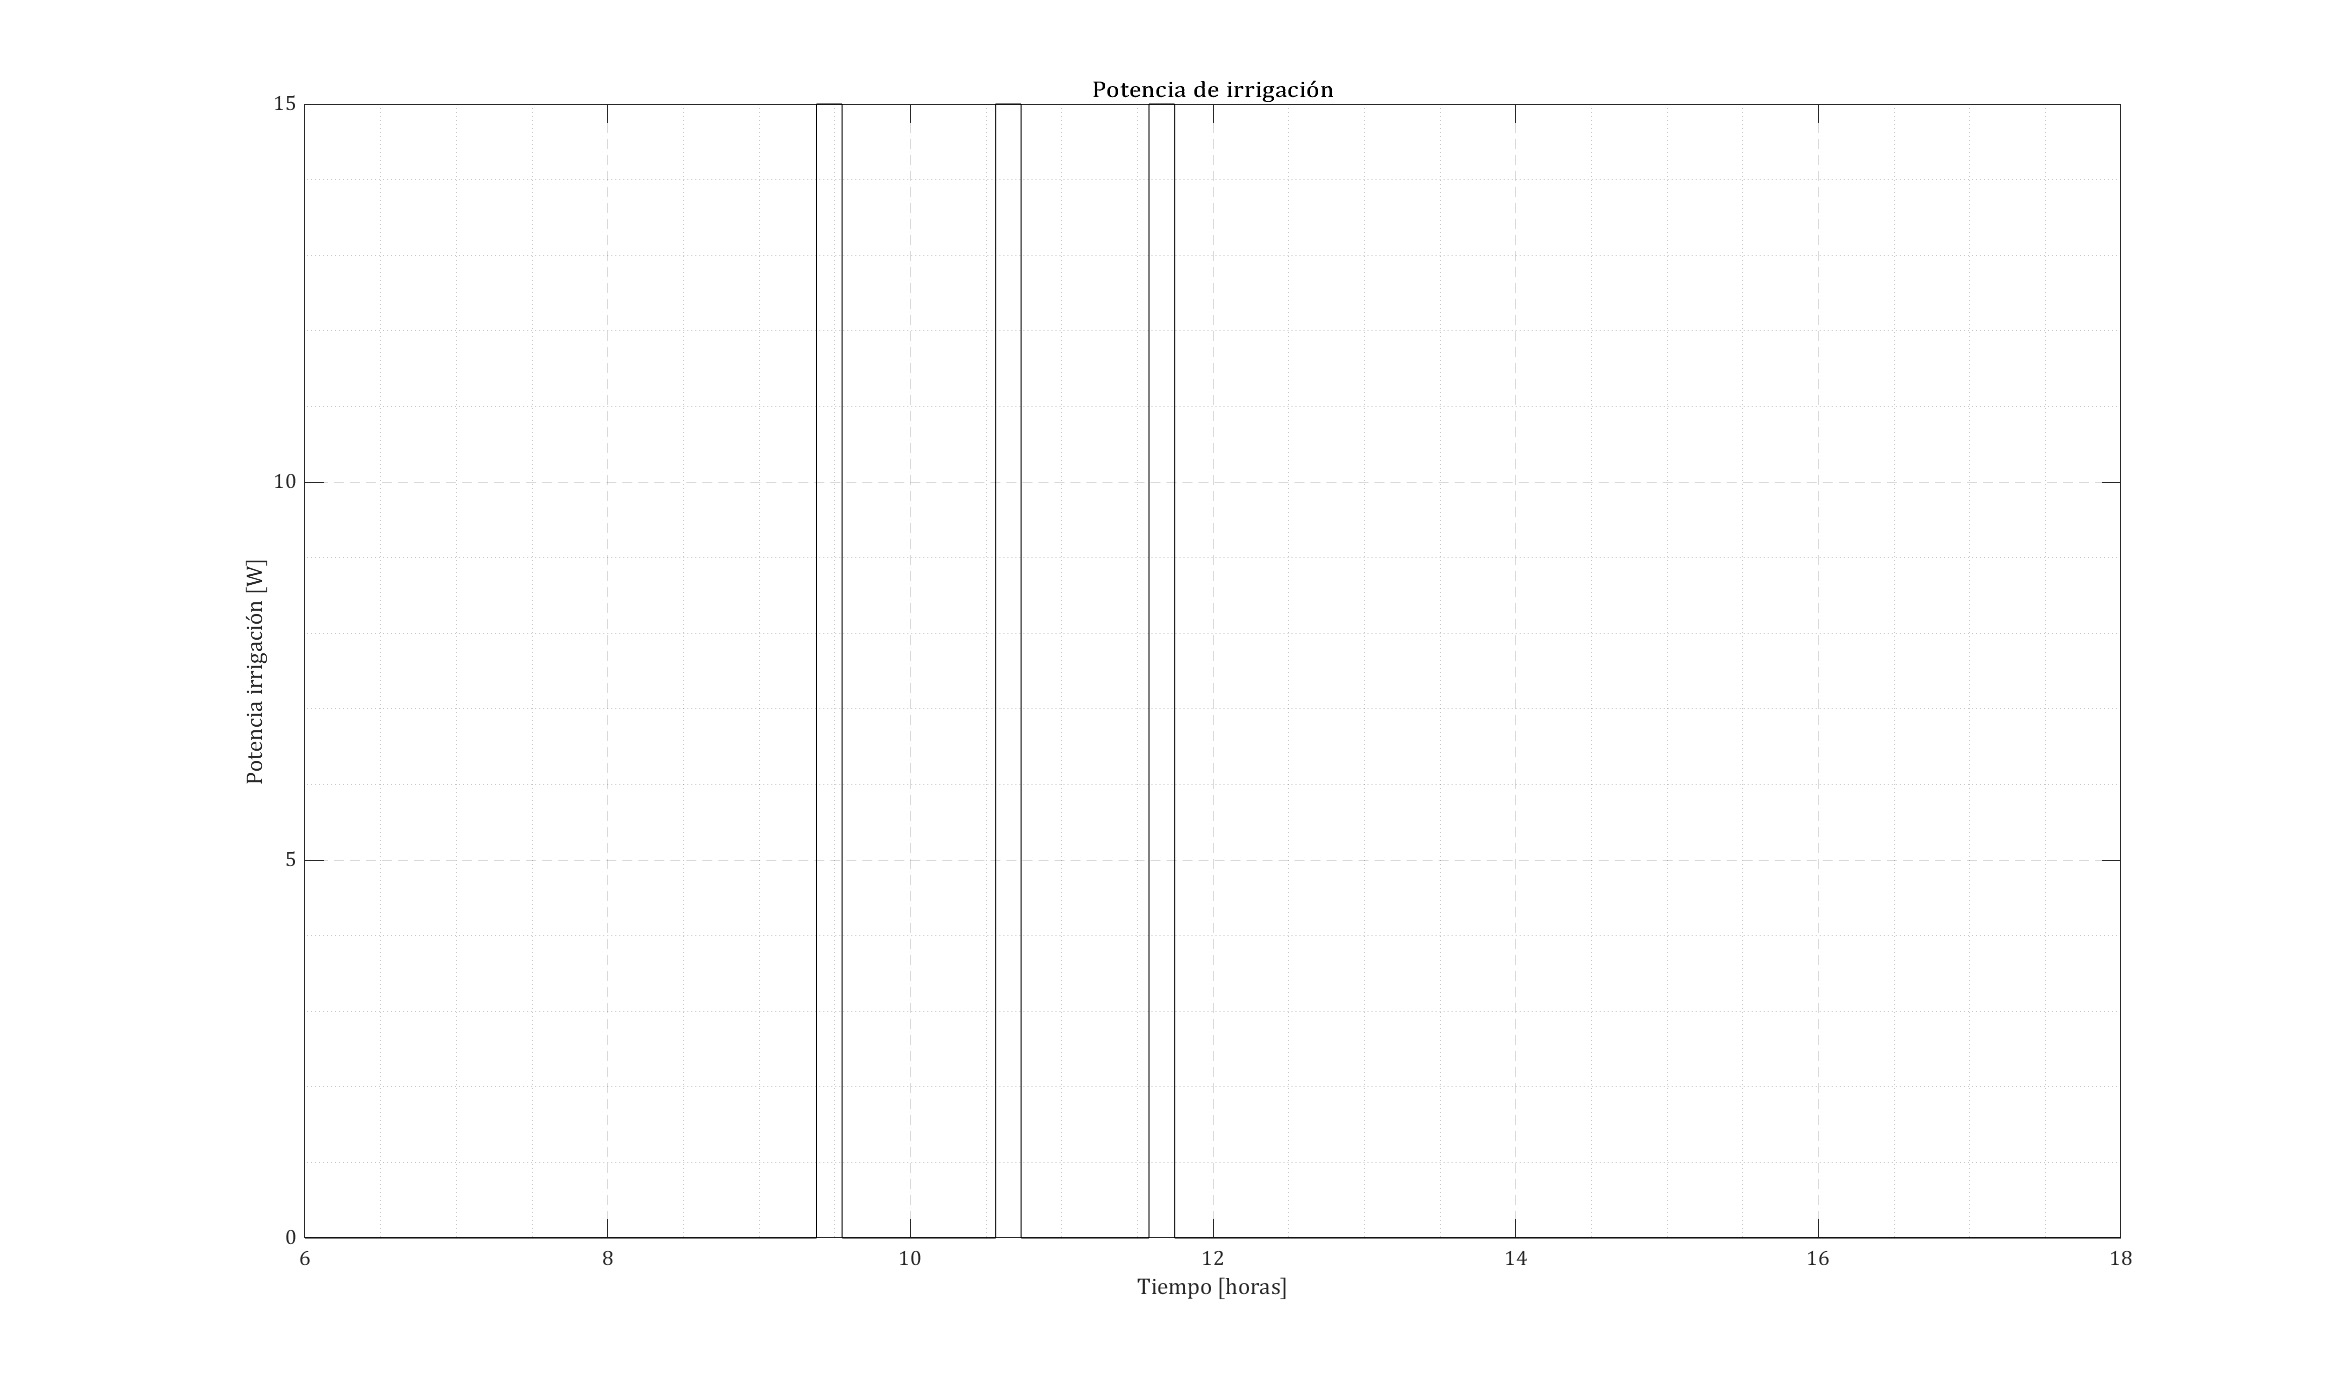 Potencia de irrigación
15
10
5
0
Potencia irrigación [W]
6 8 10 12 14 16 18
Tiempo [horas]